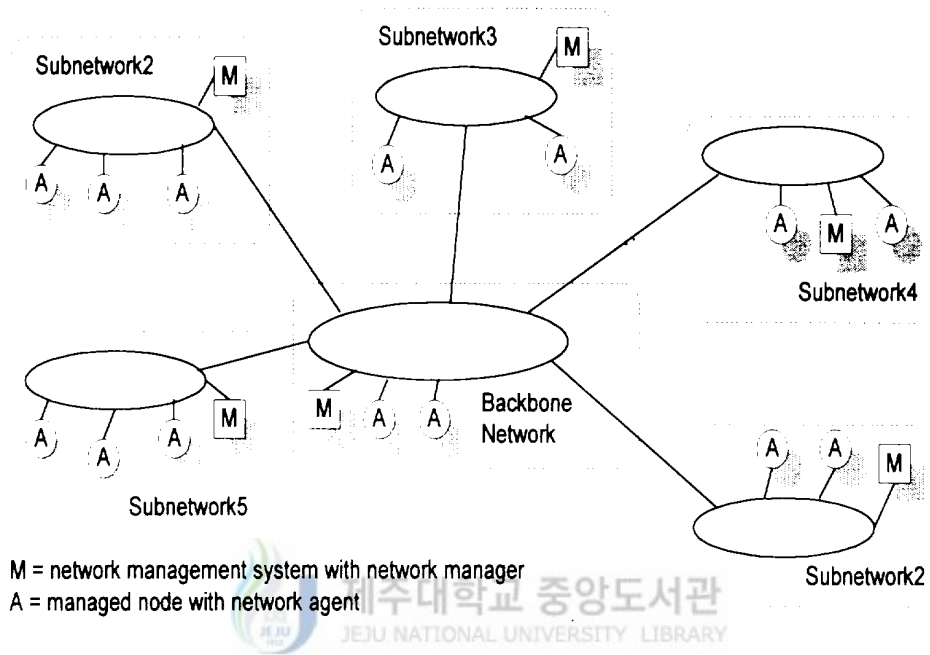 Subnetwork2
M
A
A
A
Subnetwork3
M
A
A
A
M
A
Subnetwork4
A
A
A
M
Subnetwork5
M
A
A
Backbone
Network
A
A
M
Subnetwork2
M = network management system with network manager
A = managed node with network agent
제주대학교 중앙도서관
JEJU NATIONAL UNIVERSITY LIBRARY
JEJU